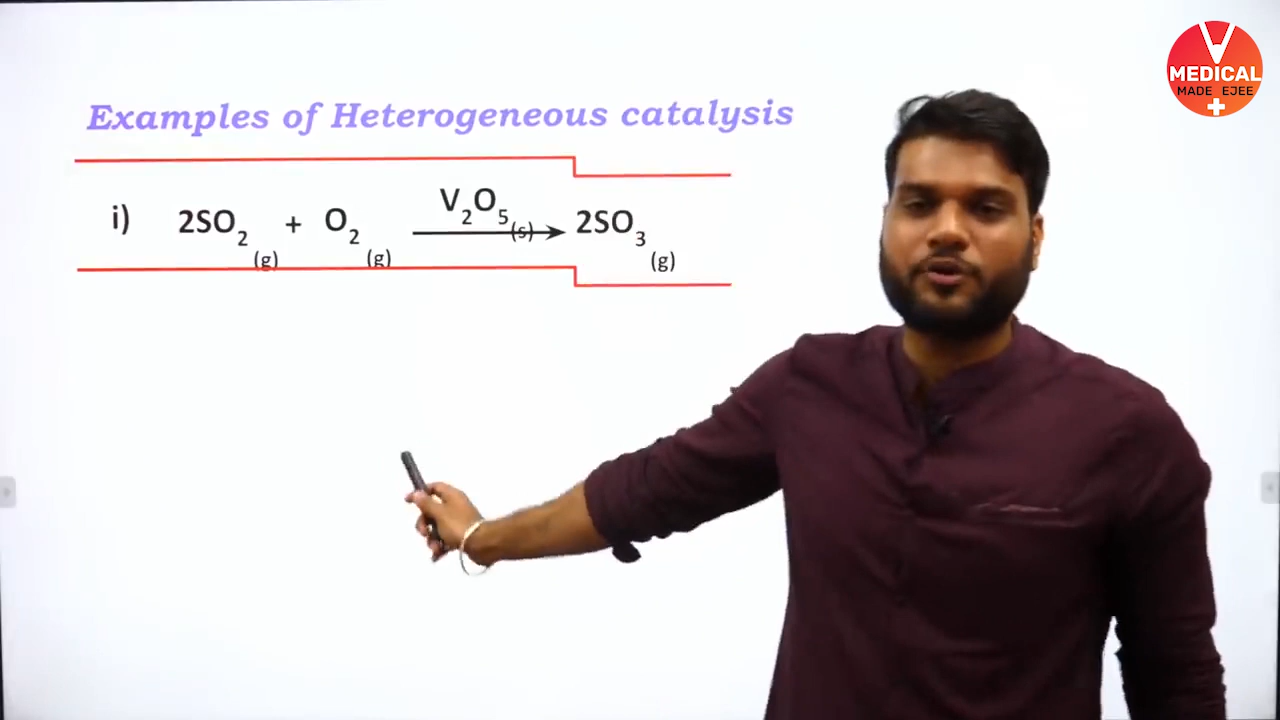 MEDICAL
MADE EJEE
Examples of Heterogeneous catalysis
i) 2SO2(g) + O2(g) V2O5(s) → 2SO3(g)